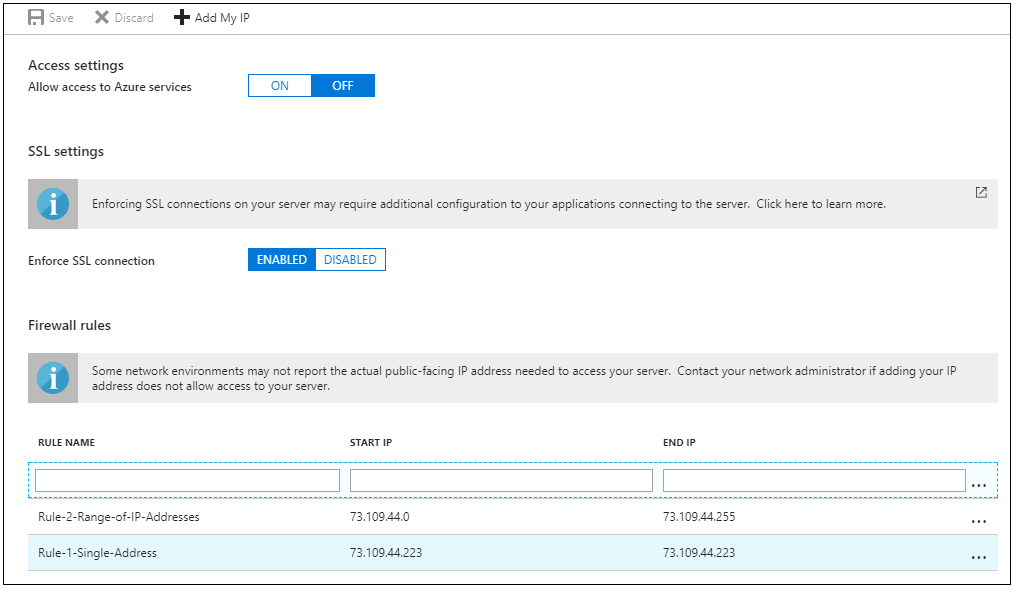 Save Discard Add My IP
Access settings
Allow access to Azure services ON OFF
SSL settings
Enforcing SSL connections on your server may require additional configuration to your applications connecting to the server. Click here to learn more.
Enforce SSL connection ENABLED DISABLED
Firewall rules
Some network environments may not report the actual public-facing IP address needed to access your server. Contact your network administrator if adding your IP
address does not allow access to your server.
RULE NAME START IP END IP
...
Rule-2-Range-of-IP-Addresses 73.109.44.0 73.109.44.255 ...
Rule-1-Single-Address 73.109.44.223 73.109.44.223 ...